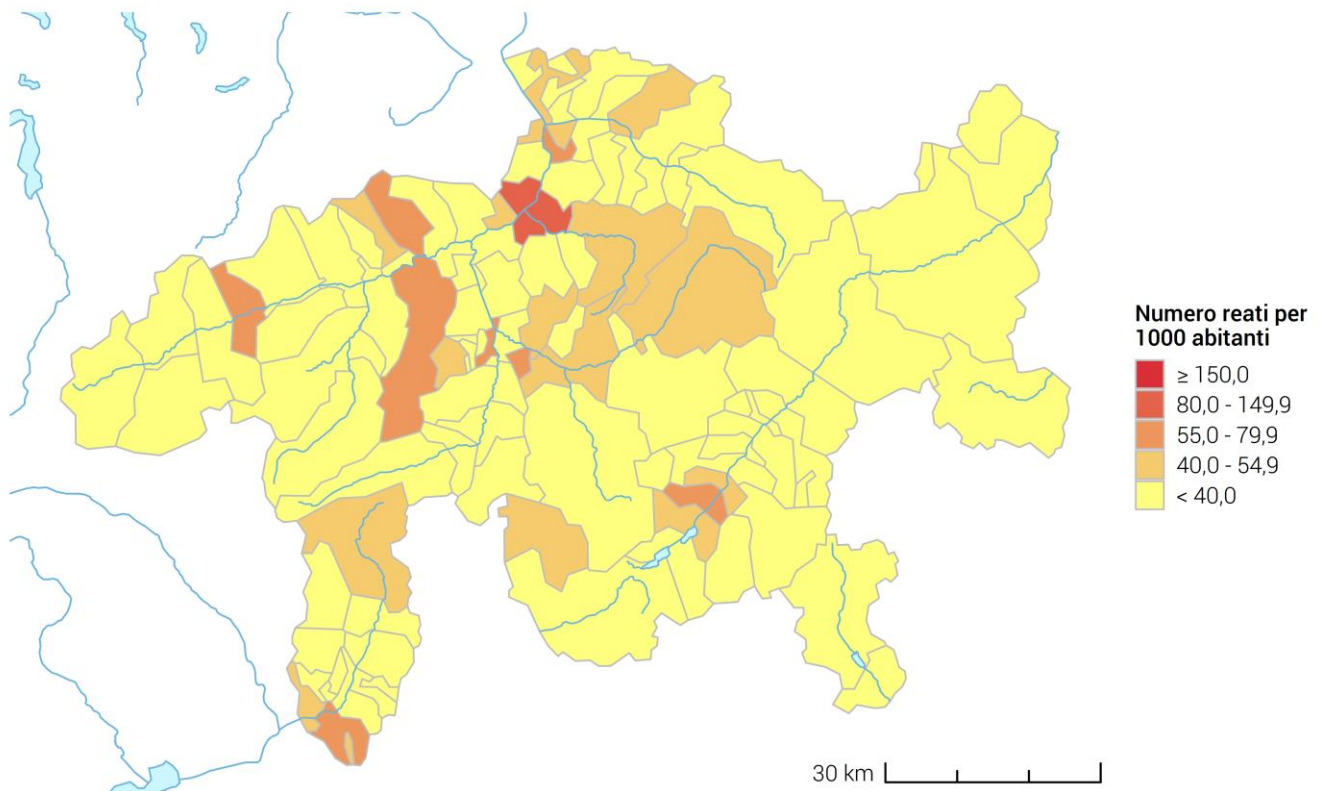 Numero reati per
1000 abitanti
≥ 150,0
80,0 - 149,9
55,0 - 79,9
40,0 - 54,9
< 40,0
30 km